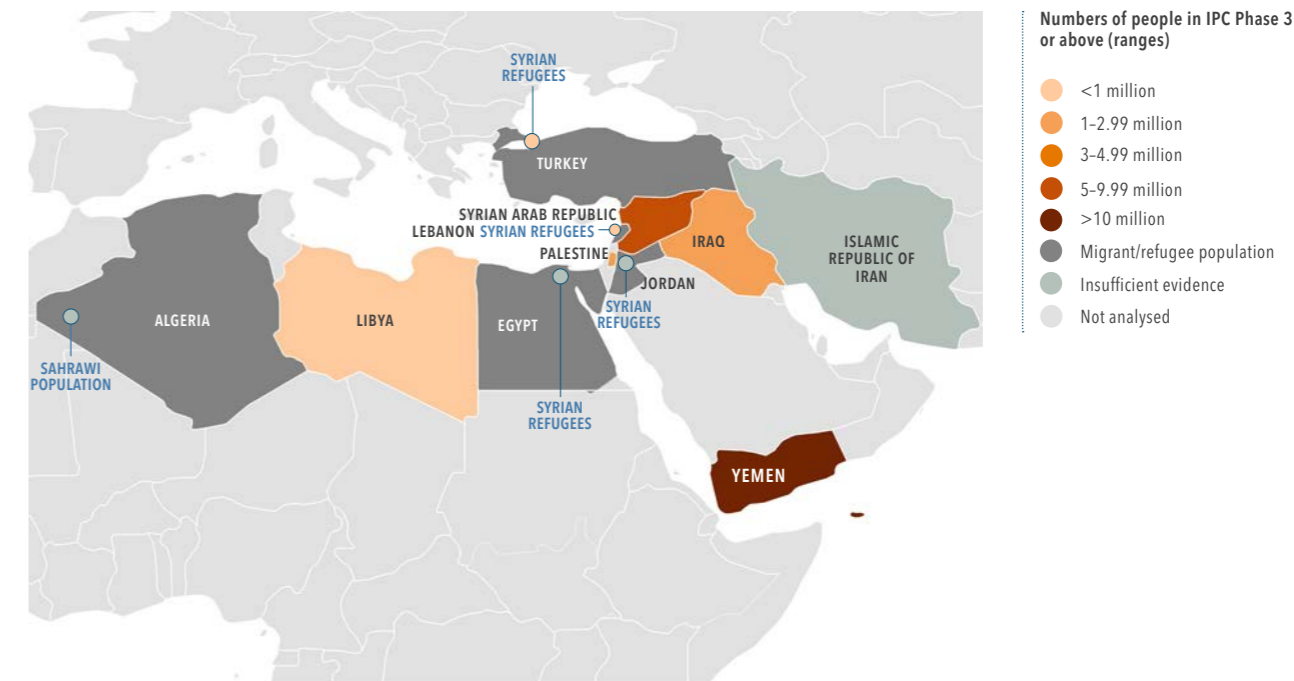 SYRIAN
REFUGEES
TURKEY
SYRIAN ARAB REPUBLIC
LEBANON SYRIAN REFUGEES
PALESTINE
IRAQ
ISLAMIC
REPUBLIC OF
IRAN
JORDAN
SYRIAN
REFUGEES
ALGERIA
LIBYA
EGYPT
SAHRAWI
POPULATION
SYRIAN
REFUGEES
YEMEN
Numbers of people in IPC Phase 3
or above (ranges)
<1 million
1–2.99 million
3–4.99 million
5–9.99 million
>10 million
Migrant/refugee population
Insufficient evidence
Not analysed